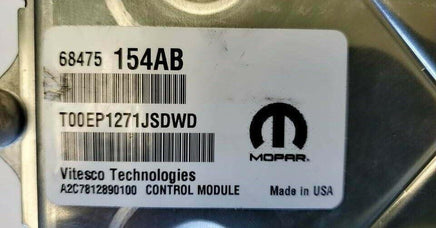 68475 154AB
T00EP1271JSDWD
MOPAR
Vitesco Technologies
A2C7812890100 CONTROL MODULE
Made in USA